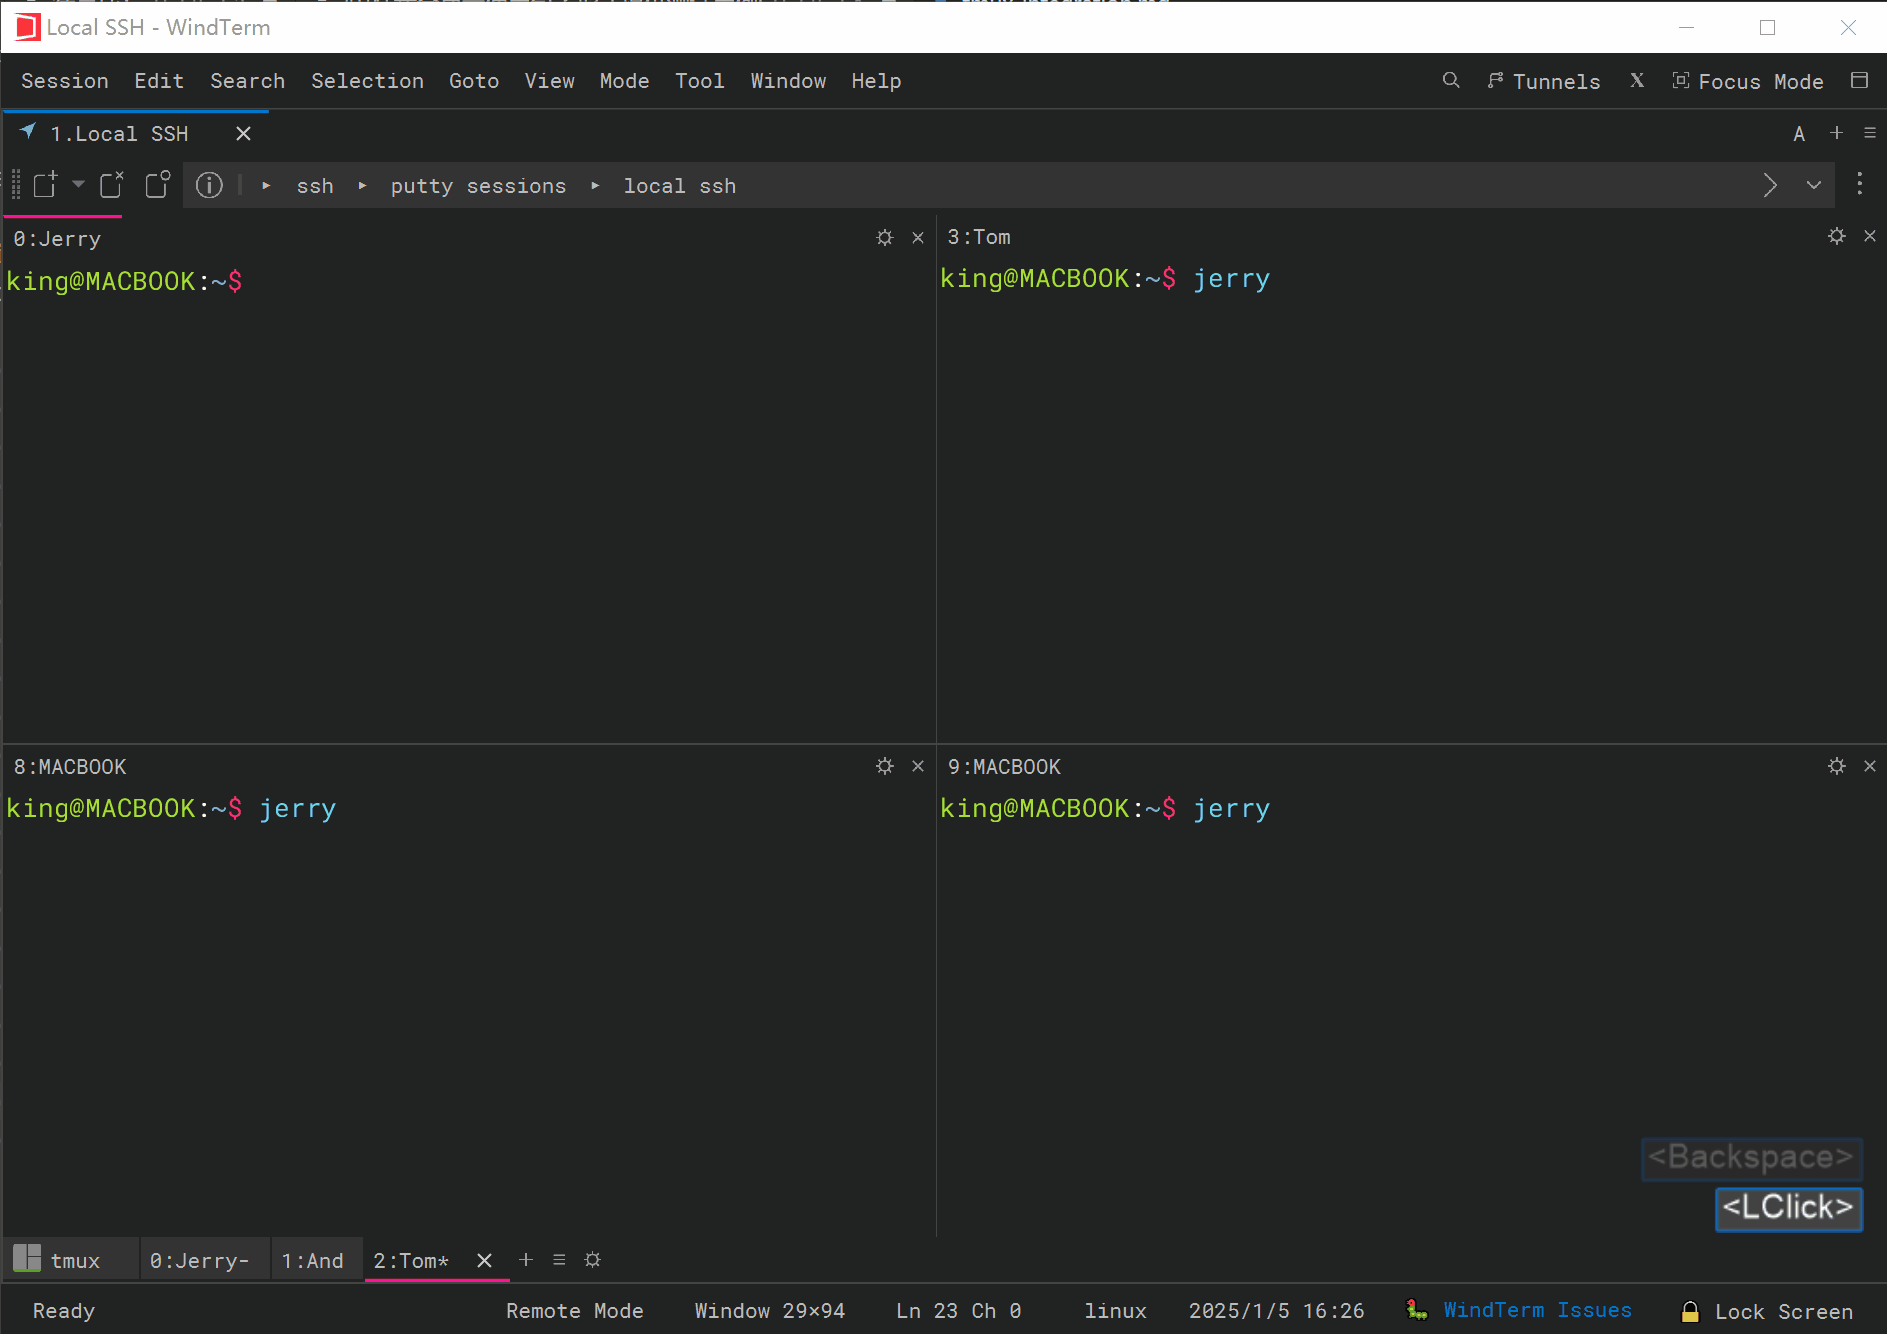 Local SSH - WindTerm
Session Edit Search Selection Goto View Mode Tool Window Help Tunnels X Focus Mode
1.Local SSH A
ssh ▸ putty sessions ▸ local ssh
0:Jerry
king@MACBOOK:~$
3:Tom
king@MACBOOK:~$ jerry
8:MACBOOK
king@MACBOOK:~$ jerry
9:MACBOOK
king@MACBOOK:~$ jerry
<Backspace>
<LClick>
tmux 0:Jerry- 1:And 2:Tom*
Ready Remote Mode Window 29×94 Ln 23 Ch 0 linux 2025/1/5 16:26 WindTerm Issues Lock Screen